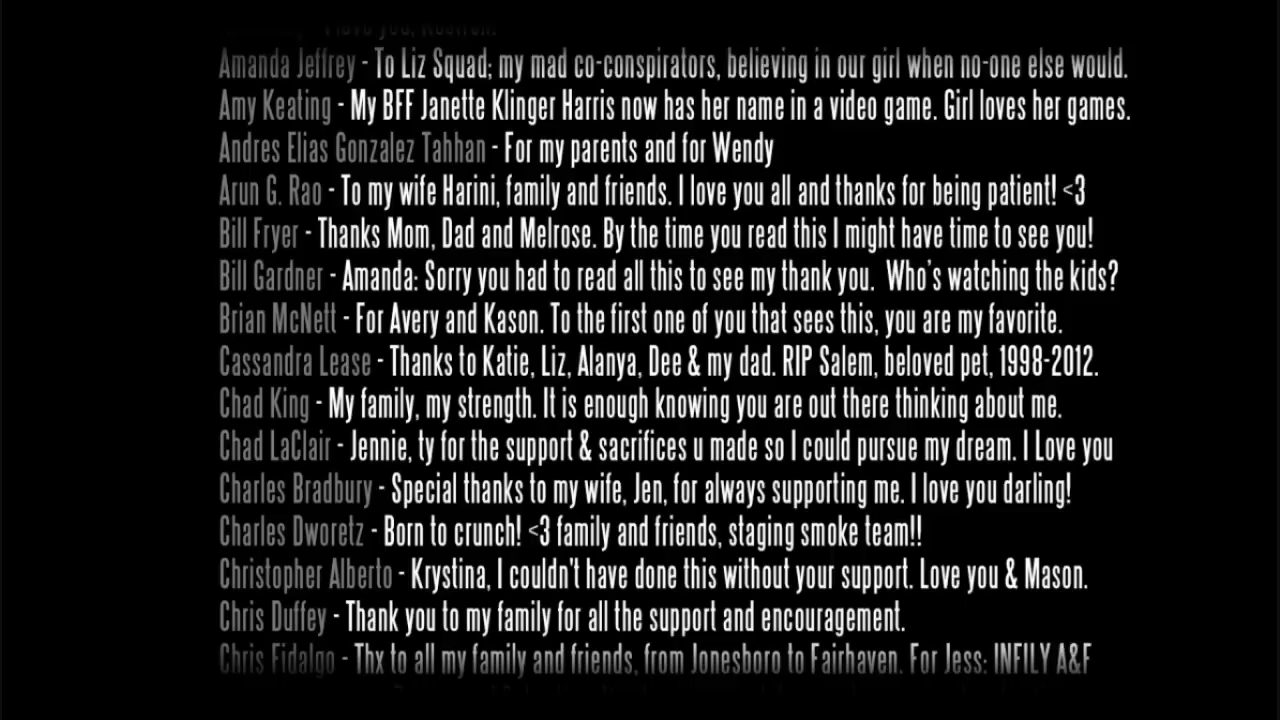 I love you,
Amanda Jeffrey - To Liz Squad; my mad co-conspirators, believing in our girl when no-one else would.
Amy Keating - My BFF Janette Klinger Harris now has her name in a video game. Girl loves her games.
Andres Elias Gonzalez Tahhan - For my parents and for Wendy
Arun G. Rao - To my wife Harini, family and friends. I love you all and thanks for being patient! <3
Bill Fryer - Thanks Mom, Dad and Melrose. By the time you read this I might have time to see you!
Bill Gardner - Amanda: Sorry you had to read all this to see my thank you.  Who's watching the kids?
Brian McNett - For Avery and Kason. To the first one of you that sees this, you are my favorite.
Cassandra Lease - Thanks to Katie, Liz, Alanya, Dee & my dad. RIP Salem, beloved pet, 1998-2012.
Chad King - My family, my strength. It is enough knowing you are out there thinking about me.
Chad LaClair - Jennie, ty for the support & sacrifices u made so I could pursue my dream. I Love you
Charles Bradbury - Special thanks to my wife, Jen, for always supporting me. I love you darling!
Charles Dworetz - Born to crunch! <3 family and friends, staging smoke team!!
Christopher Alberto - Krystina, I couldn't have done this without your support. Love you & Mason.
Chris Duffey - Thank you to my family for all the support and encouragement.
Chris Fidalgo - Thx to all my family and friends, from Jonesboro to Fairhaven. For Jess: INFILY A&F